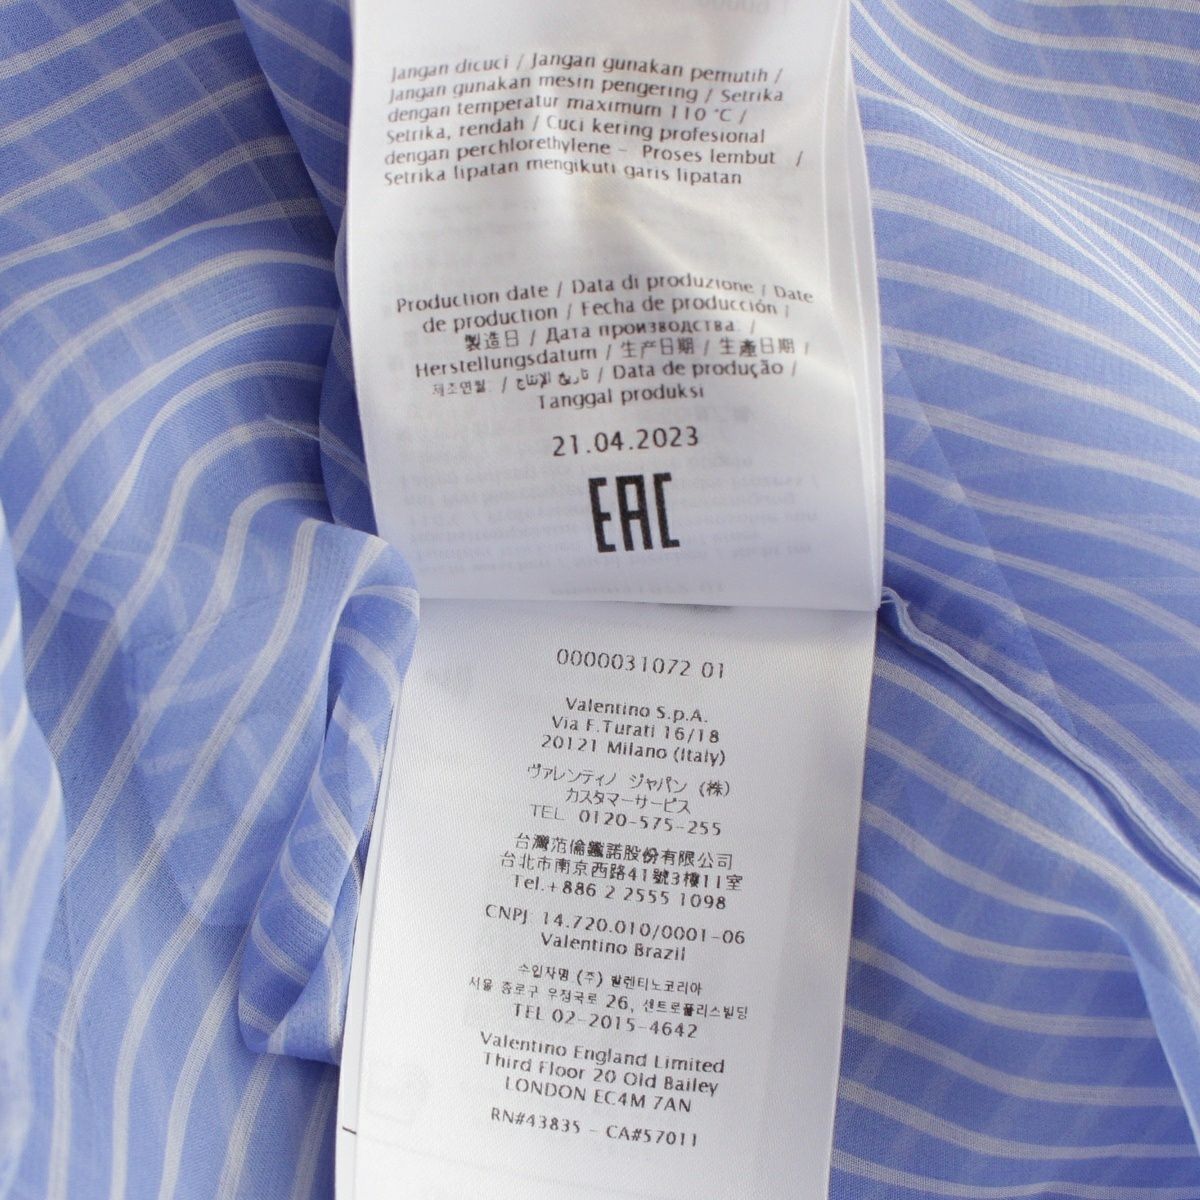 Jangan dicuci / Jangan gunakan pemutih /
Jangan gunakan mesin pengering / Setrika
dengan temperatur maximum 110 °C /
Setrika, rendah / Cuci kering profesional
dengan perchlorethylene - Proses lembut /
Setrika lipatan mengikuti garis lipatan
Production date / Data di produzione / Date
de production / Fecha de producción /
製造日 / Дата производства: /
Herstellungsdatum / 生产日期 / 生產日期 /
제조연월: / تاريخ الإنتاج / Data de produção /
Tanggal produksi
21.04.2023
EAC
0000031072 01
Valentino S.p.A.
Via F.Turati 16/18
20121 Milano (Italy)
ヴァレンティノ ジャパン (株)
カスタマーサービス
TEL 0120-575-255
台灣范倫鐵諾股份有限公司
台北市南京西路41號3樓11室
Tel.+886 2 2555 1098
CNPJ: 14.720.010/0001-06
Valentino Brazil
수입자명 (주) 발렌티노코리아
서울 종로구 우정국로 26, 센트로폴리스빌딩
TEL 02-2015-4642
Valentino England Limited
Third Floor 20 Old Bailey
LONDON EC4M 7AN
RN#43835 - CA#57011